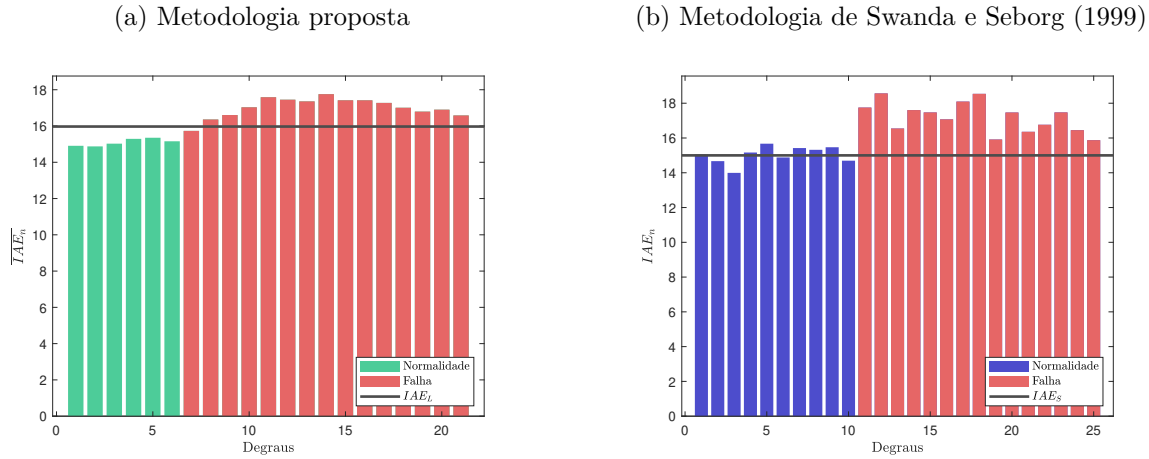 (a) Metodologia proposta
18
16
14
12
10
8
6
4
2
0
0
5
10
15
20
Degraus
IAEₙ
Normalidade
Falha
IAE_L
(b) Metodologia de Swanda e Seborg (1999)
18
16
14
12
10
8
6
4
2
0
0
5
10
15
20
25
Degraus
IAEₙ
Normalidade
Falha
IAE_S